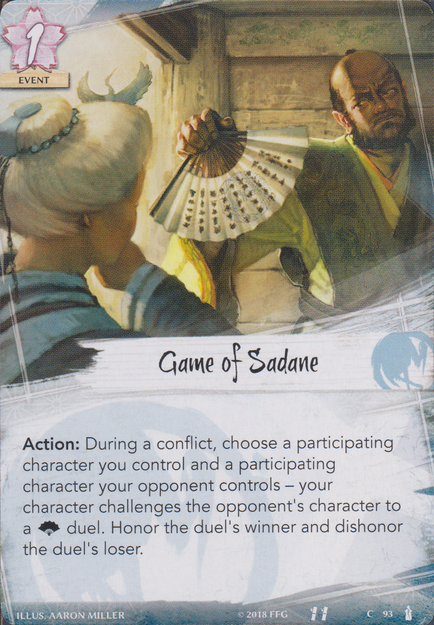 1
EVENT
Game of Sadane
Action: During a conflict, choose a participating
character you control and a participating
character your opponent controls – your
character challenges the opponent's character to
a duel. Honor the duel's winner and dishonor
the duel's loser.
ILLUS. AARON MILLER © 2018 FFG C 93